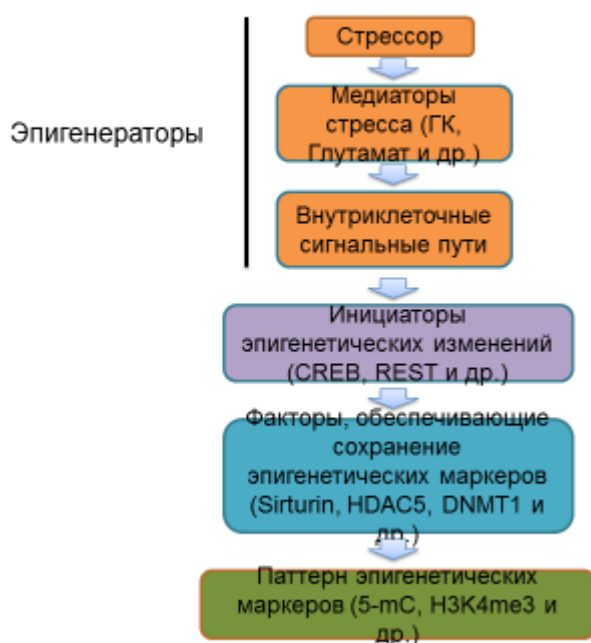 Стрессор
Медиаторы
стресса (ГК,
Глутамат и др.)
Эпигенераторы
Внутриклеточные
сигнальные пути
Инициаторы
эпигенетических изменений
(CREB, REST и др.)
Факторы, обеспечивающие
сохранение
эпигенетических маркеров
(Sirturin, HDAC5, DNMT1 и
др.)
Паттерн эпигенетических
маркеров (5-mC, H3K4me3 и
др.)